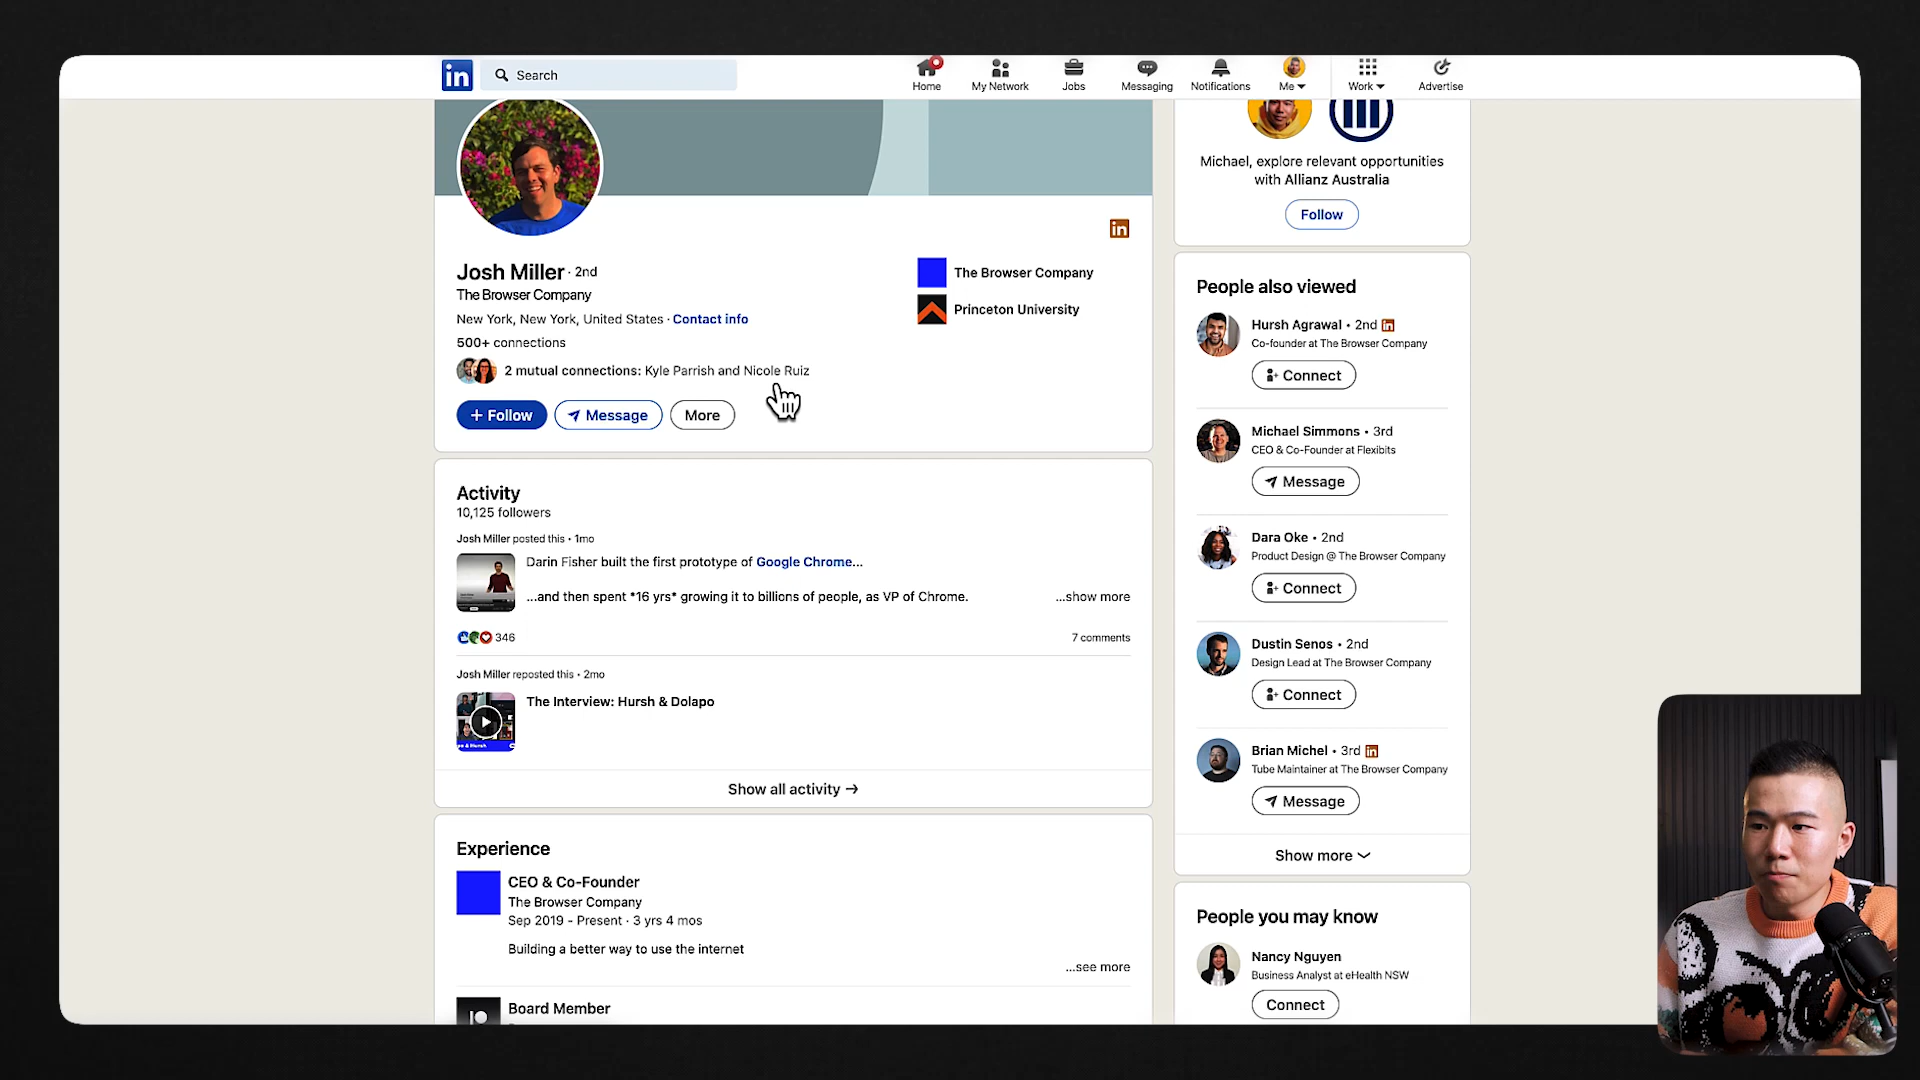 in
Search
Home
My Network
Jobs
Messaging
Notifications
Me
Work
Advertise
Michael, explore relevant opportunities
with Allianz Australia
Follow
in
Josh Miller · 2nd
The Browser Company
New York, New York, United States · Contact info
500+ connections
2 mutual connections: Kyle Parrish and Nicole Ruiz
+ Follow
Message
More
The Browser Company
Princeton University
Activity
10,125 followers
Josh Miller posted this • 1mo
Darin Fisher built the first prototype of Google Chrome...
...and then spent *16 yrs* growing it to billions of people, as VP of Chrome.
...show more
346
7 comments
Josh Miller reposted this • 2mo
The Interview: Hursh & Dolapo
Show all activity →
Experience
CEO & Co-Founder
The Browser Company
Sep 2019 - Present · 3 yrs 4 mos
Building a better way to use the internet
...see more
Board Member
People also viewed
Hursh Agrawal • 2nd in
Co-founder at The Browser Company
Connect
Michael Simmons • 3rd
CEO & Co-Founder at Flexibits
Message
Dara Oke • 2nd
Product Design @ The Browser Company
Connect
Dustin Senos • 2nd
Design Lead at The Browser Company
Connect
Brian Michel • 3rd in
Tube Maintainer at The Browser Company
Message
Show more
People you may know
Nancy Nguyen
Business Analyst at eHealth NSW
Connect